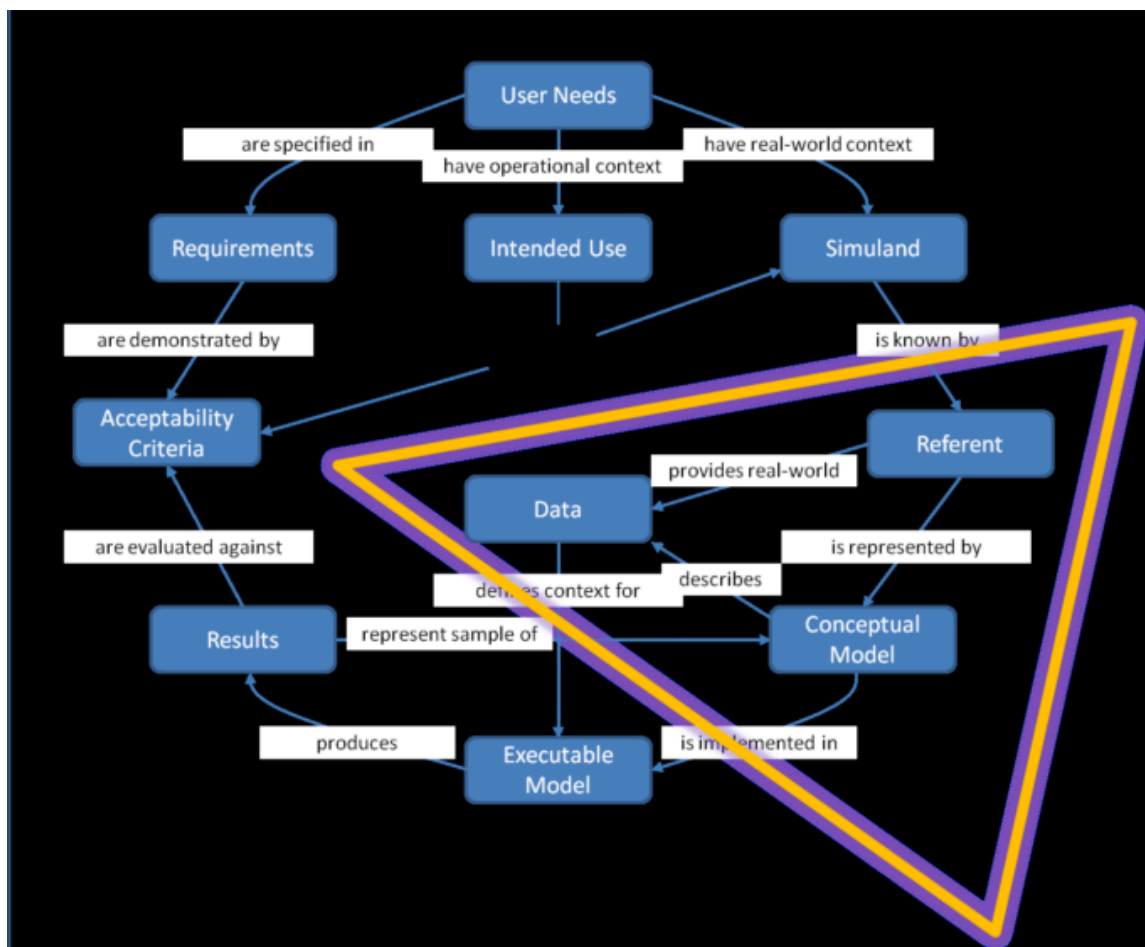 User Needs
are specified in
have real-world context
have operational context
Requirements
Intended Use
Simuland
are demonstrated by
is known by
Acceptability
Criteria
Referent
provides real-world
Data
are evaluated against
is represented by
describes
defines context for
Results
represent sample of
Conceptual
Model
produces
is implemented in
Executable
Model